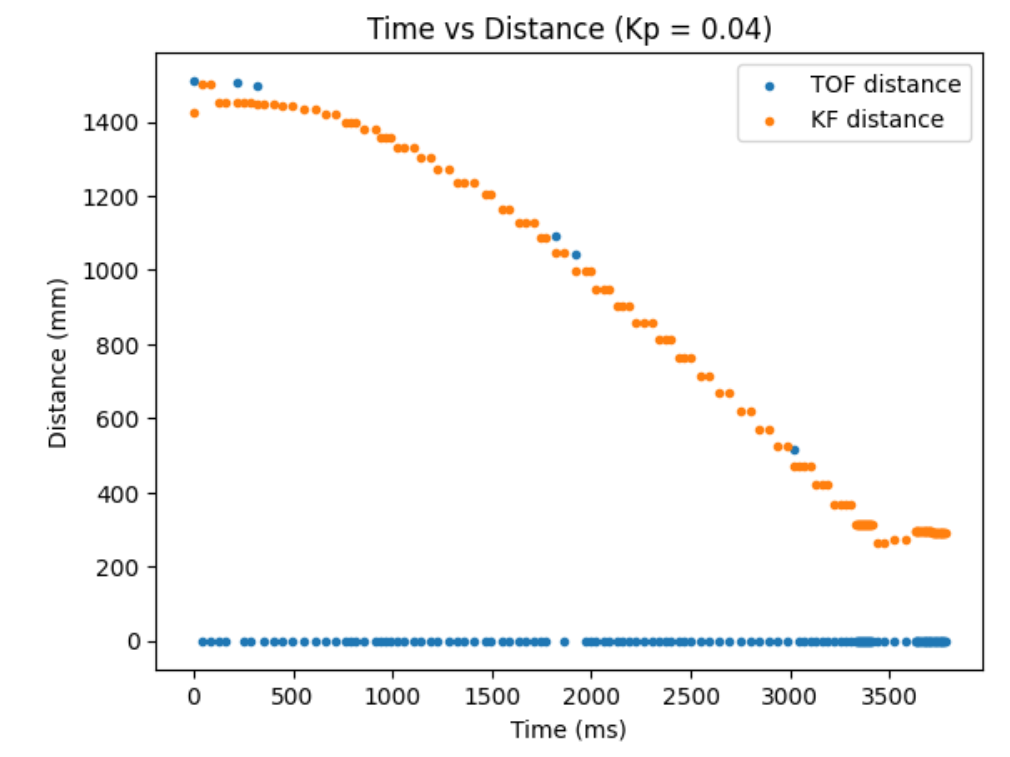 Time vs Distance (Kp = 0.04)
TOF distance
KF distance
Distance (mm)
1400
1200
1000
800
600
400
200
0
0 500 1000 1500 2000 2500 3000 3500
Time (ms)